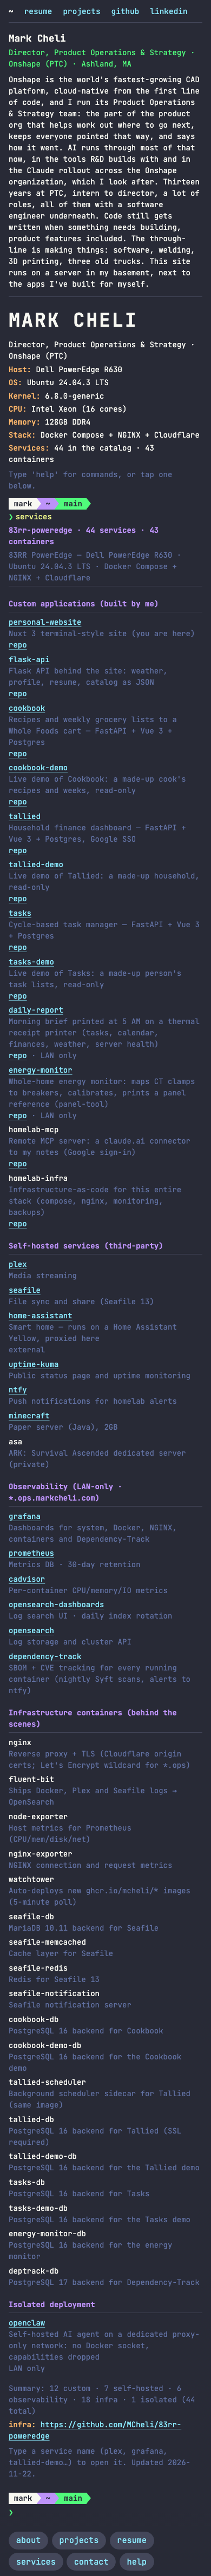 ~ resume projects github linkedin
Mark Cheli
Director, Product Operations & Strategy ·
Onshape (PTC) · Ashland, MA
Onshape is the world's fastest-growing CAD
platform, cloud-native from the first line
of code, and I run its Product Operations
& Strategy team: the part of the product
org that helps work out where to go next,
keeps everyone pointed that way, and says
how it went. AI runs through most of that
now, in the tools R&D builds with and in
the Claude rollout across the Onshape
organization, which I look after. Thirteen
years at PTC, intern to director, a lot of
roles, all of them with a software
engineer underneath. Code still gets
written when something needs building,
product features included. The through-
line is making things: software, welding,
3D printing, three old trucks. This site
runs on a server in my basement, next to
the apps I've built for myself.
MARK CHELI
Director, Product Operations & Strategy ·
Onshape (PTC)
Host: Dell PowerEdge R630
OS: Ubuntu 24.04.3 LTS
Kernel: 6.8.0-generic
CPU: Intel Xeon (16 cores)
Memory: 128GB DDR4
Stack: Docker Compose + NGINX + Cloudflare
Services: 44 in the catalog · 43
containers
Type 'help' for commands, or tap one
below.
mark ~ main
❯ services
83rr-poweredge · 44 services · 43
containers
83RR PowerEdge — Dell PowerEdge R630 ·
Ubuntu 24.04.3 LTS · Docker Compose +
NGINX + Cloudflare
Custom applications (built by me)
personal-website
Nuxt 3 terminal-style site (you are here)
repo
flask-api
Flask API behind the site: weather,
profile, resume, catalog as JSON
repo
cookbook
Recipes and weekly grocery lists to a
Whole Foods cart — FastAPI + Vue 3 +
Postgres
repo
cookbook-demo
Live demo of Cookbook: a made-up cook's
recipes and weeks, read-only
repo
tallied
Household finance dashboard — FastAPI +
Vue 3 + Postgres, Google SSO
repo
tallied-demo
Live demo of Tallied: a made-up household,
read-only
repo
tasks
Cycle-based task manager — FastAPI + Vue 3
+ Postgres
repo
tasks-demo
Live demo of Tasks: a made-up person's
task lists, read-only
repo
daily-report
Morning brief printed at 5 AM on a thermal
receipt printer (tasks, calendar,
finances, weather, server health)
repo · LAN only
energy-monitor
Whole-home energy monitor: maps CT clamps
to breakers, calibrates, prints a panel
reference (panel-tool)
repo · LAN only
homelab-mcp
Remote MCP server: a claude.ai connector
to my notes (Google sign-in)
repo
homelab-infra
Infrastructure-as-code for this entire
stack (compose, nginx, monitoring,
backups)
repo
Self-hosted services (third-party)
plex
Media streaming
seafile
File sync and share (Seafile 13)
home-assistant
Smart home — runs on a Home Assistant
Yellow, proxied here
external
uptime-kuma
Public status page and uptime monitoring
ntfy
Push notifications for homelab alerts
minecraft
Paper server (Java), 2GB
asa
ARK: Survival Ascended dedicated server
(private)
Observability (LAN-only ·
*.ops.markcheli.com)
grafana
Dashboards for system, Docker, NGINX,
containers and Dependency-Track
prometheus
Metrics DB · 30-day retention
cadvisor
Per-container CPU/memory/IO metrics
opensearch-dashboards
Log search UI · daily index rotation
opensearch
Log storage and cluster API
dependency-track
SBOM + CVE tracking for every running
container (nightly Syft scans, alerts to
ntfy)
Infrastructure containers (behind the
scenes)
nginx
Reverse proxy + TLS (Cloudflare origin
certs; Let's Encrypt wildcard for *.ops)
fluent-bit
Ships Docker, Plex and Seafile logs →
OpenSearch
node-exporter
Host metrics for Prometheus
(CPU/mem/disk/net)
nginx-exporter
NGINX connection and request metrics
watchtower
Auto-deploys new ghcr.io/mcheli/* images
(5-minute poll)
seafile-db
MariaDB 10.11 backend for Seafile
seafile-memcached
Cache layer for Seafile
seafile-redis
Redis for Seafile 13
seafile-notification
Seafile notification server
cookbook-db
PostgreSQL 16 backend for Cookbook
cookbook-demo-db
PostgreSQL 16 backend for the Cookbook
demo
tallied-scheduler
Background scheduler sidecar for Tallied
(same image)
tallied-db
PostgreSQL 16 backend for Tallied (SSL
required)
tallied-demo-db
PostgreSQL 16 backend for the Tallied demo
tasks-db
PostgreSQL 16 backend for Tasks
tasks-demo-db
PostgreSQL 16 backend for the Tasks demo
energy-monitor-db
PostgreSQL 16 backend for the energy
monitor
deptrack-db
PostgreSQL 17 backend for Dependency-Track
Isolated deployment
openclaw
Self-hosted AI agent on a dedicated proxy-
only network: no Docker socket,
capabilities dropped
LAN only
Summary: 12 custom · 7 self-hosted · 6
observability · 18 infra · 1 isolated (44
total)
infra: https://github.com/MCheli/83rr-
poweredge
Type a service name (plex, grafana,
tallied-demo…) to open it. Updated 2026-
11-22.
mark ~ main
❯
about projects resume
services contact help